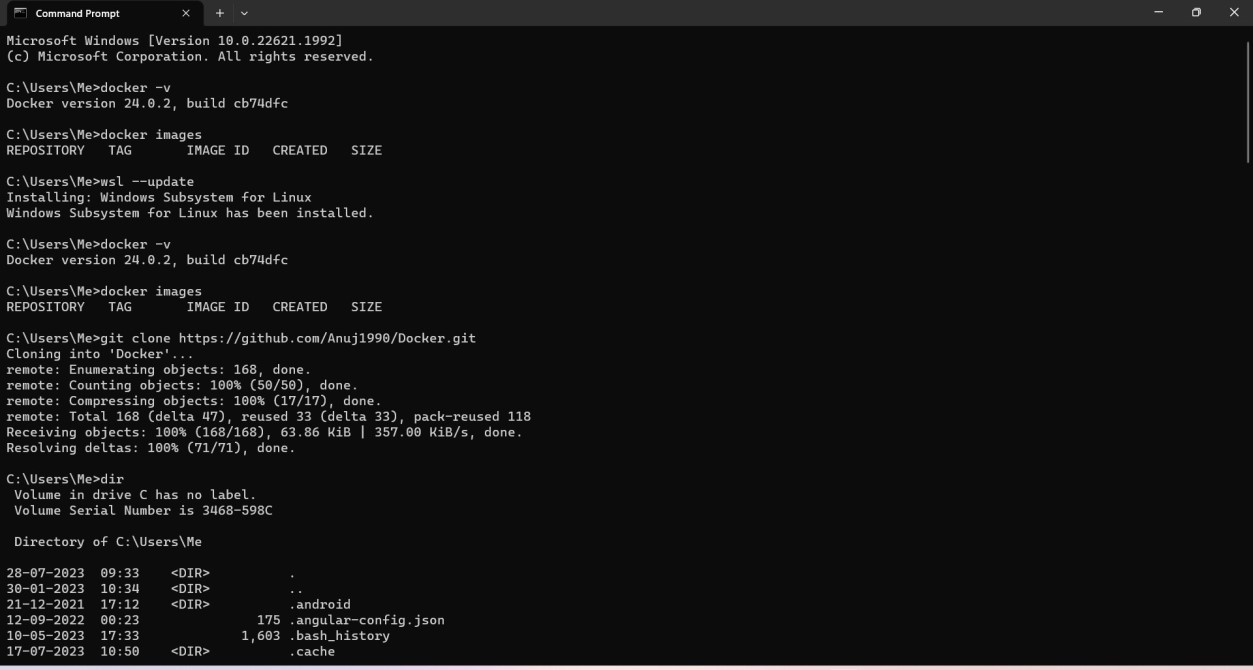 Command Prompt
Microsoft Windows [Version 10.0.22621.1992]
(c) Microsoft Corporation. All rights reserved.
C:\Users\Me>docker -v
Docker version 24.0.2, build cb74dfc
C:\Users\Me>docker images
REPOSITORY   TAG       IMAGE ID   CREATED   SIZE
C:\Users\Me>wsl --update
Installing: Windows Subsystem for Linux
Windows Subsystem for Linux has been installed.
C:\Users\Me>docker -v
Docker version 24.0.2, build cb74dfc
C:\Users\Me>docker images
REPOSITORY   TAG       IMAGE ID   CREATED   SIZE
C:\Users\Me>git clone https://github.com/Anuj1990/Docker.git
Cloning into 'Docker'...
remote: Enumerating objects: 168, done.
remote: Counting objects: 100% (50/50), done.
remote: Compressing objects: 100% (17/17), done.
remote: Total 168 (delta 47), reused 33 (delta 33), pack-reused 118
Receiving objects: 100% (168/168), 63.86 KiB | 357.00 KiB/s, done.
Resolving deltas: 100% (71/71), done.
C:\Users\Me>dir
 Volume in drive C has no label.
 Volume Serial Number is 3468-598C
 Directory of C:\Users\Me
28-07-2023  09:33    <DIR>          .
30-01-2023  10:34    <DIR>          ..
21-12-2021  17:12    <DIR>          .android
12-09-2022  00:23               175 .angular-config.json
10-05-2023  17:33             1,603 .bash_history
17-07-2023  10:50    <DIR>          .cache